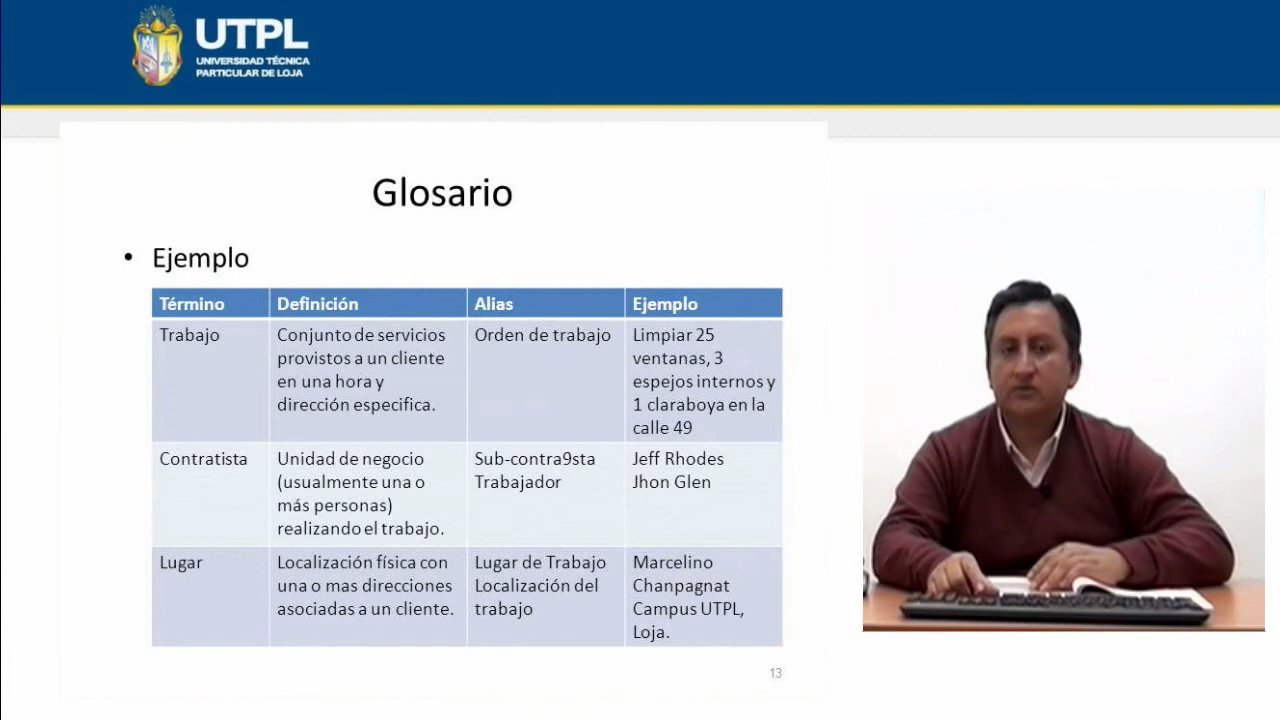 UTPL
UNIVERSIDAD TÉCNICA
PARTICULAR DE LOJA
Glosario
• Ejemplo
Término Definición Alias Ejemplo
Trabajo
Conjunto de servicios
provistos a un cliente
en una hora y
dirección especifica.
Orden de trabajo
Limpiar 25
ventanas, 3
espejos internos y
1 claraboya en la
calle 49
Contratista
Unidad de negocio
(usualmente una o
más personas)
realizando el trabajo.
Sub-contra9sta
Trabajador
Jeff Rhodes
Jhon Glen
Lugar
Localización física con
una o mas direcciones
asociadas a un cliente.
Lugar de Trabajo
Localización del
trabajo
Marcelino
Chanpagnat
Campus UTPL,
Loja.
13